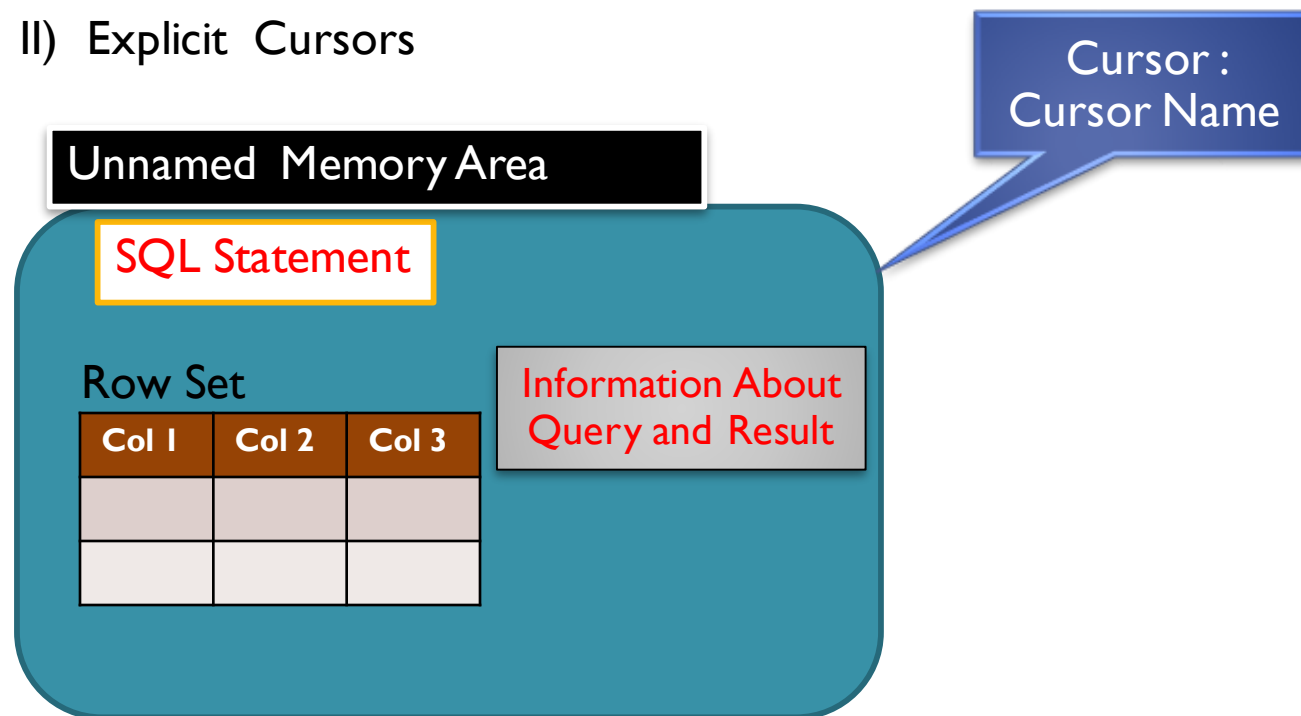 II) Explicit Cursors
Cursor :
Cursor Name
Unnamed Memory Area
SQL Statement
Row Set
Information About
Query and Result
Col 1 Col 2 Col 3